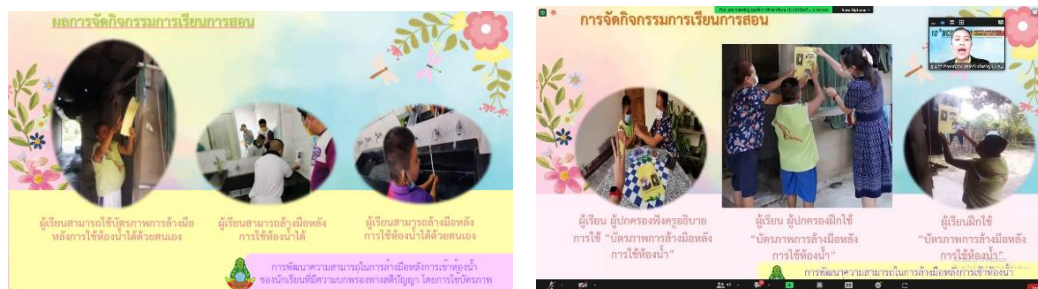 ผลการจัดกิจกรรมการเรียนการสอน
ผู้เรียนสามารถใช้บัตรภาพการล้างมือ
หลังการใช้ห้องน้ำได้ด้วยตนเอง
ผู้เรียนสามารถล้างมือหลัง
การใช้ห้องน้ำได้
ผู้เรียนสามารถล้างมือหลัง
การใช้ห้องน้ำได้ด้วยตนเอง
การพัฒนาความสามารถในการล้างมือหลังการเข้าห้องน้ำ
ของนักเรียนที่มีความบกพร่องทางสติปัญญา โดยการใช้บัตรภาพ
การจัดกิจกรรมการเรียนการสอน
ผู้เรียน ผู้ปกครองฟังครูอธิบาย
การใช้ "บัตรภาพการล้างมือหลัง
การใช้ห้องน้ำ"
ผู้เรียน ผู้ปกครองฝึกใช้
"บัตรภาพการล้างมือหลัง
การใช้ห้องน้ำ"
ผู้เรียนฝึกใช้
"บัตรภาพการล้างมือหลัง
การใช้ห้องน้ำ"
การพัฒนาความสามารถในการล้างมือหลังการเข้าห้องน้ำ